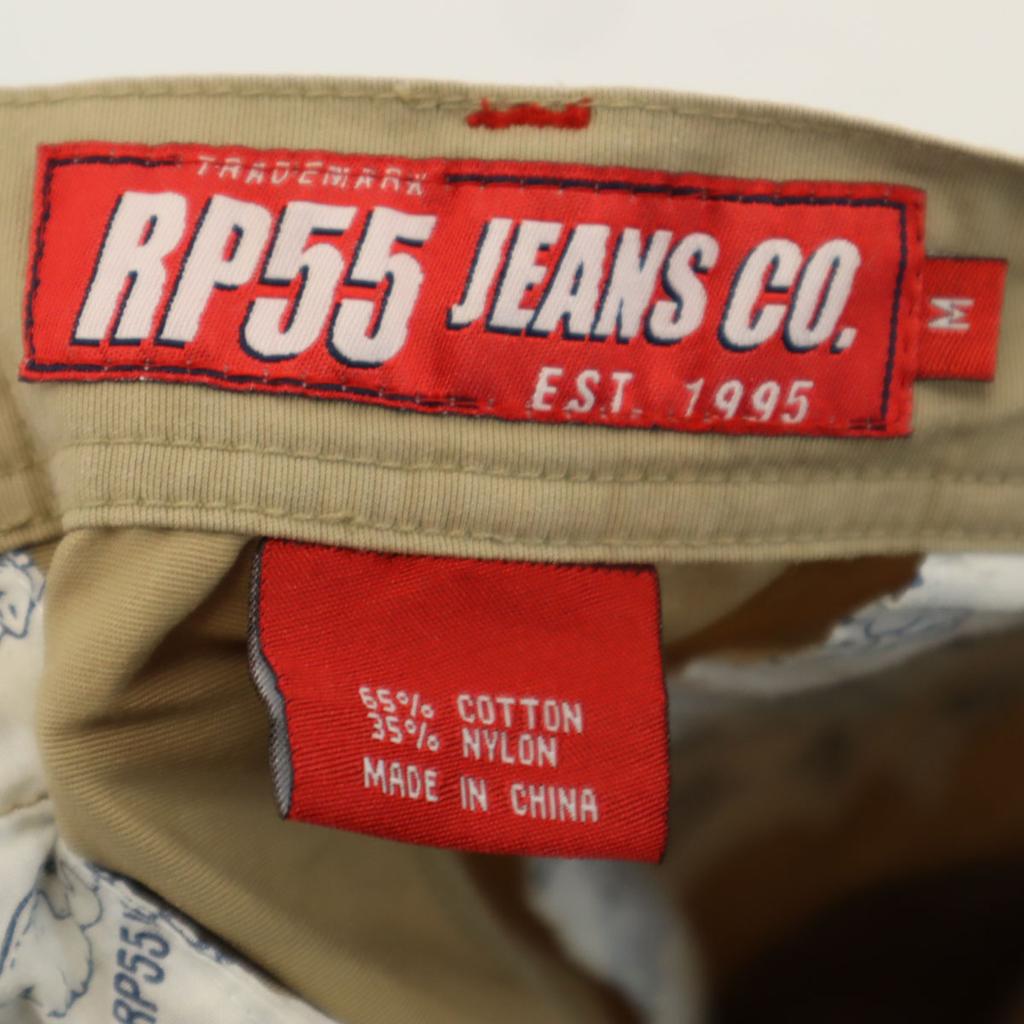 TRADEMARK
RP55 JEANS CO.
EST. 1995
M
65% COTTON
35% NYLON
MADE IN CHINA
RP55